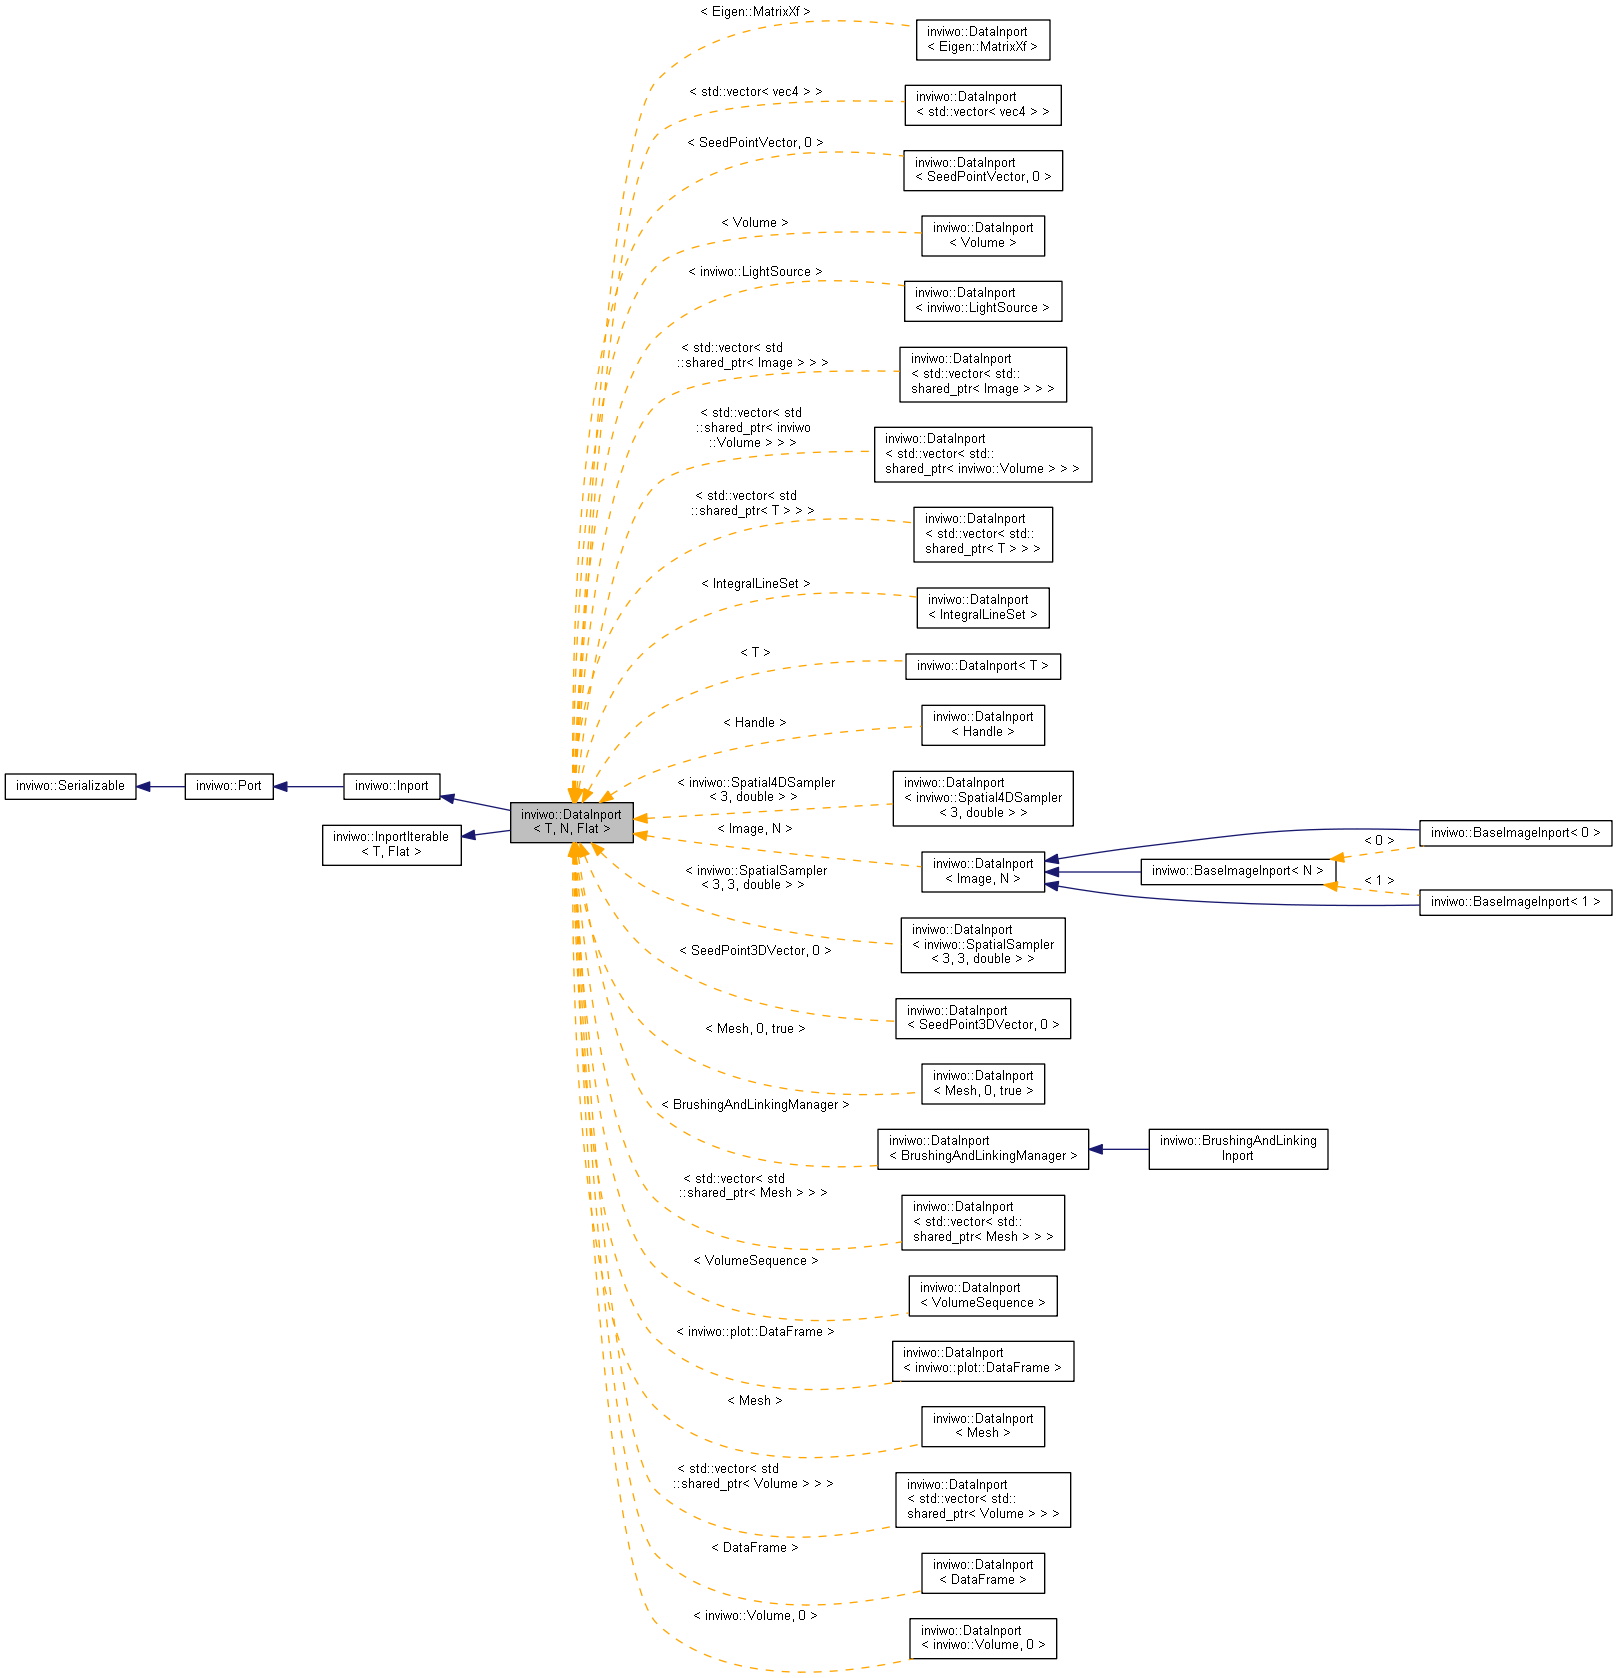 < Eigen::MatrixXf >
inviwo::DataInport
< Eigen::MatrixXf >
< std::vector< vec4 > >
inviwo::DataInport
< std::vector< vec4 > >
< SeedPointVector, 0 >
inviwo::DataInport
< SeedPointVector, 0 >
< Volume >
inviwo::DataInport
< Volume >
< inviwo::LightSource >
inviwo::DataInport
< inviwo::LightSource >
< std::vector< std
::shared_ptr< Image > > >
inviwo::DataInport
< std::vector< std::
shared_ptr< Image > > >
< std::vector< std
::shared_ptr< inviwo
::Volume > > >
inviwo::DataInport
< std::vector< std::
shared_ptr< inviwo::Volume > > >
< std::vector< std
::shared_ptr< T > > >
inviwo::DataInport
< std::vector< std::
shared_ptr< T > > >
< IntegralLineSet >
inviwo::DataInport
< IntegralLineSet >
< T >
inviwo::DataInport< T >
< Handle >
inviwo::DataInport
< Handle >
inviwo::Serializable
inviwo::Port
inviwo::Inport
inviwo::InportIterable
< T, Flat >
inviwo::DataInport
< T, N, Flat >
< inviwo::Spatial4DSampler
< 3, double > >
inviwo::DataInport
< inviwo::Spatial4DSampler
< 3, double > >
< Image, N >
inviwo::DataInport
< Image, N >
inviwo::BaseImageInport< 0 >
< 0 >
inviwo::BaseImageInport< N >
< 1 >
inviwo::BaseImageInport< 1 >
< inviwo::SpatialSampler
< 3, 3, double > >
inviwo::DataInport
< inviwo::SpatialSampler
< 3, 3, double > >
< SeedPoint3DVector, 0 >
inviwo::DataInport
< SeedPoint3DVector, 0 >
< Mesh, 0, true >
inviwo::DataInport
< Mesh, 0, true >
< BrushingAndLinkingManager >
inviwo::DataInport
< BrushingAndLinkingManager >
inviwo::BrushingAndLinking
Inport
< std::vector< std
::shared_ptr< Mesh > > >
inviwo::DataInport
< std::vector< std::
shared_ptr< Mesh > > >
< VolumeSequence >
inviwo::DataInport
< VolumeSequence >
< inviwo::plot::DataFrame >
inviwo::DataInport
< inviwo::plot::DataFrame >
< Mesh >
inviwo::DataInport
< Mesh >
< std::vector< std
::shared_ptr< Volume > > >
inviwo::DataInport
< std::vector< std::
shared_ptr< Volume > > >
< DataFrame >
inviwo::DataInport
< DataFrame >
< inviwo::Volume, 0 >
inviwo::DataInport
< inviwo::Volume, 0 >